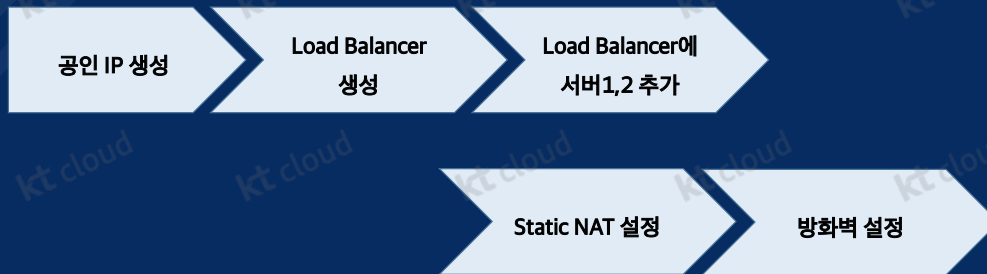 공인 IP 생성
Load Balancer
생성
Load Balancer에
서버1,2 추가
kt cloud
kt cloud
kt cloud
kt cloud
kt cloud
Static NAT 설정
방화벽 설정